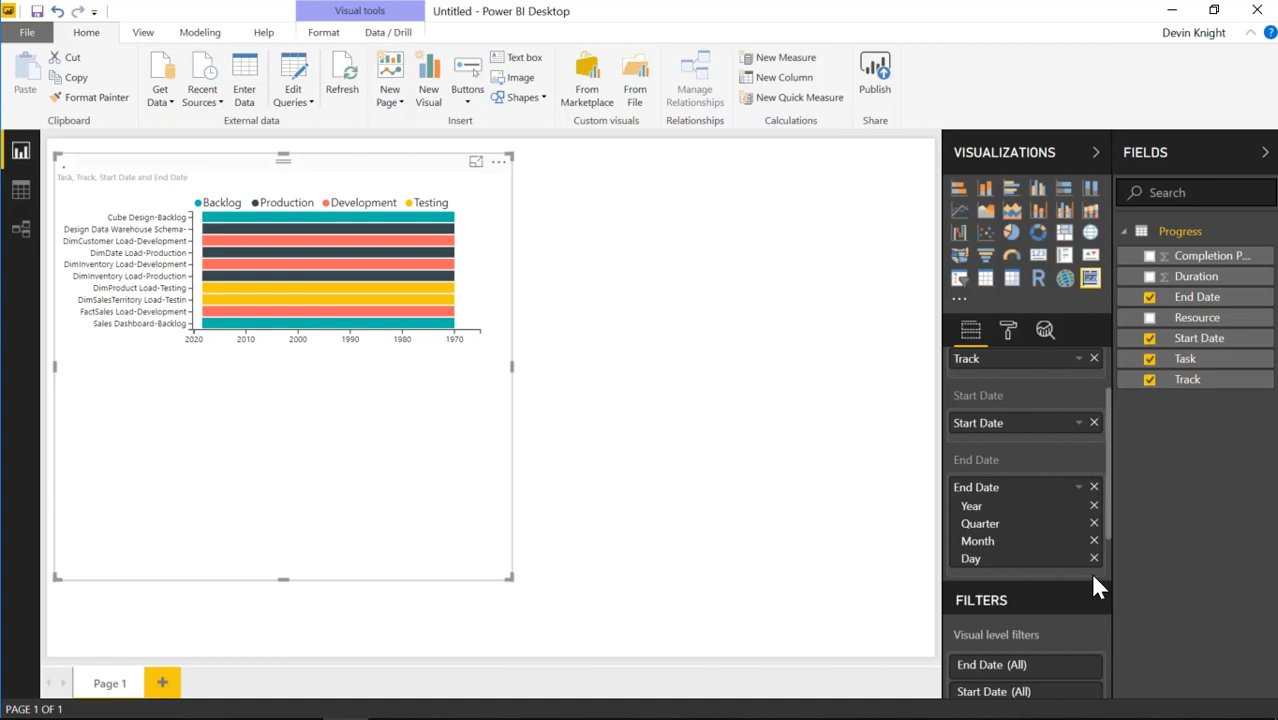 Visual tools
Untitled - Power BI Desktop
File
Home
View
Modeling
Help
Format
Data / Drill
Devin Knight
Paste
Cut
Copy
Format Painter
Clipboard
Get Data
Recent Sources
Enter Data
Edit Queries
Refresh
External data
New Page
New Visual
Buttons
Text box
Image
Shapes
Insert
From Marketplace
From File
Custom visuals
Manage Relationships
Relationships
New Measure
New Column
New Quick Measure
Calculations
Publish
Share
Task, Track, Start Date and End Date
Backlog Production Development Testing
Cube Design-Backlog
Design Data Warehouse Schema-
DimCustomer Load-Development
DimDate Load-Production
DimInventory Load-Development
DimInventory Load-Production
DimProduct Load-Testing
DimSalesTerritory Load-Testin
FactSales Load-Development
Sales Dashboard-Backlog
2020 2010 2000 1990 1980 1970
VISUALIZATIONS
R
Track
Start Date
Start Date
End Date
End Date
Year
Quarter
Month
Day
FILTERS
Visual level filters
End Date (All)
Start Date (All)
FIELDS
Search
Progress
Completion P...
Duration
End Date
Resource
Start Date
Task
Track
Page 1
PAGE 1 OF 1